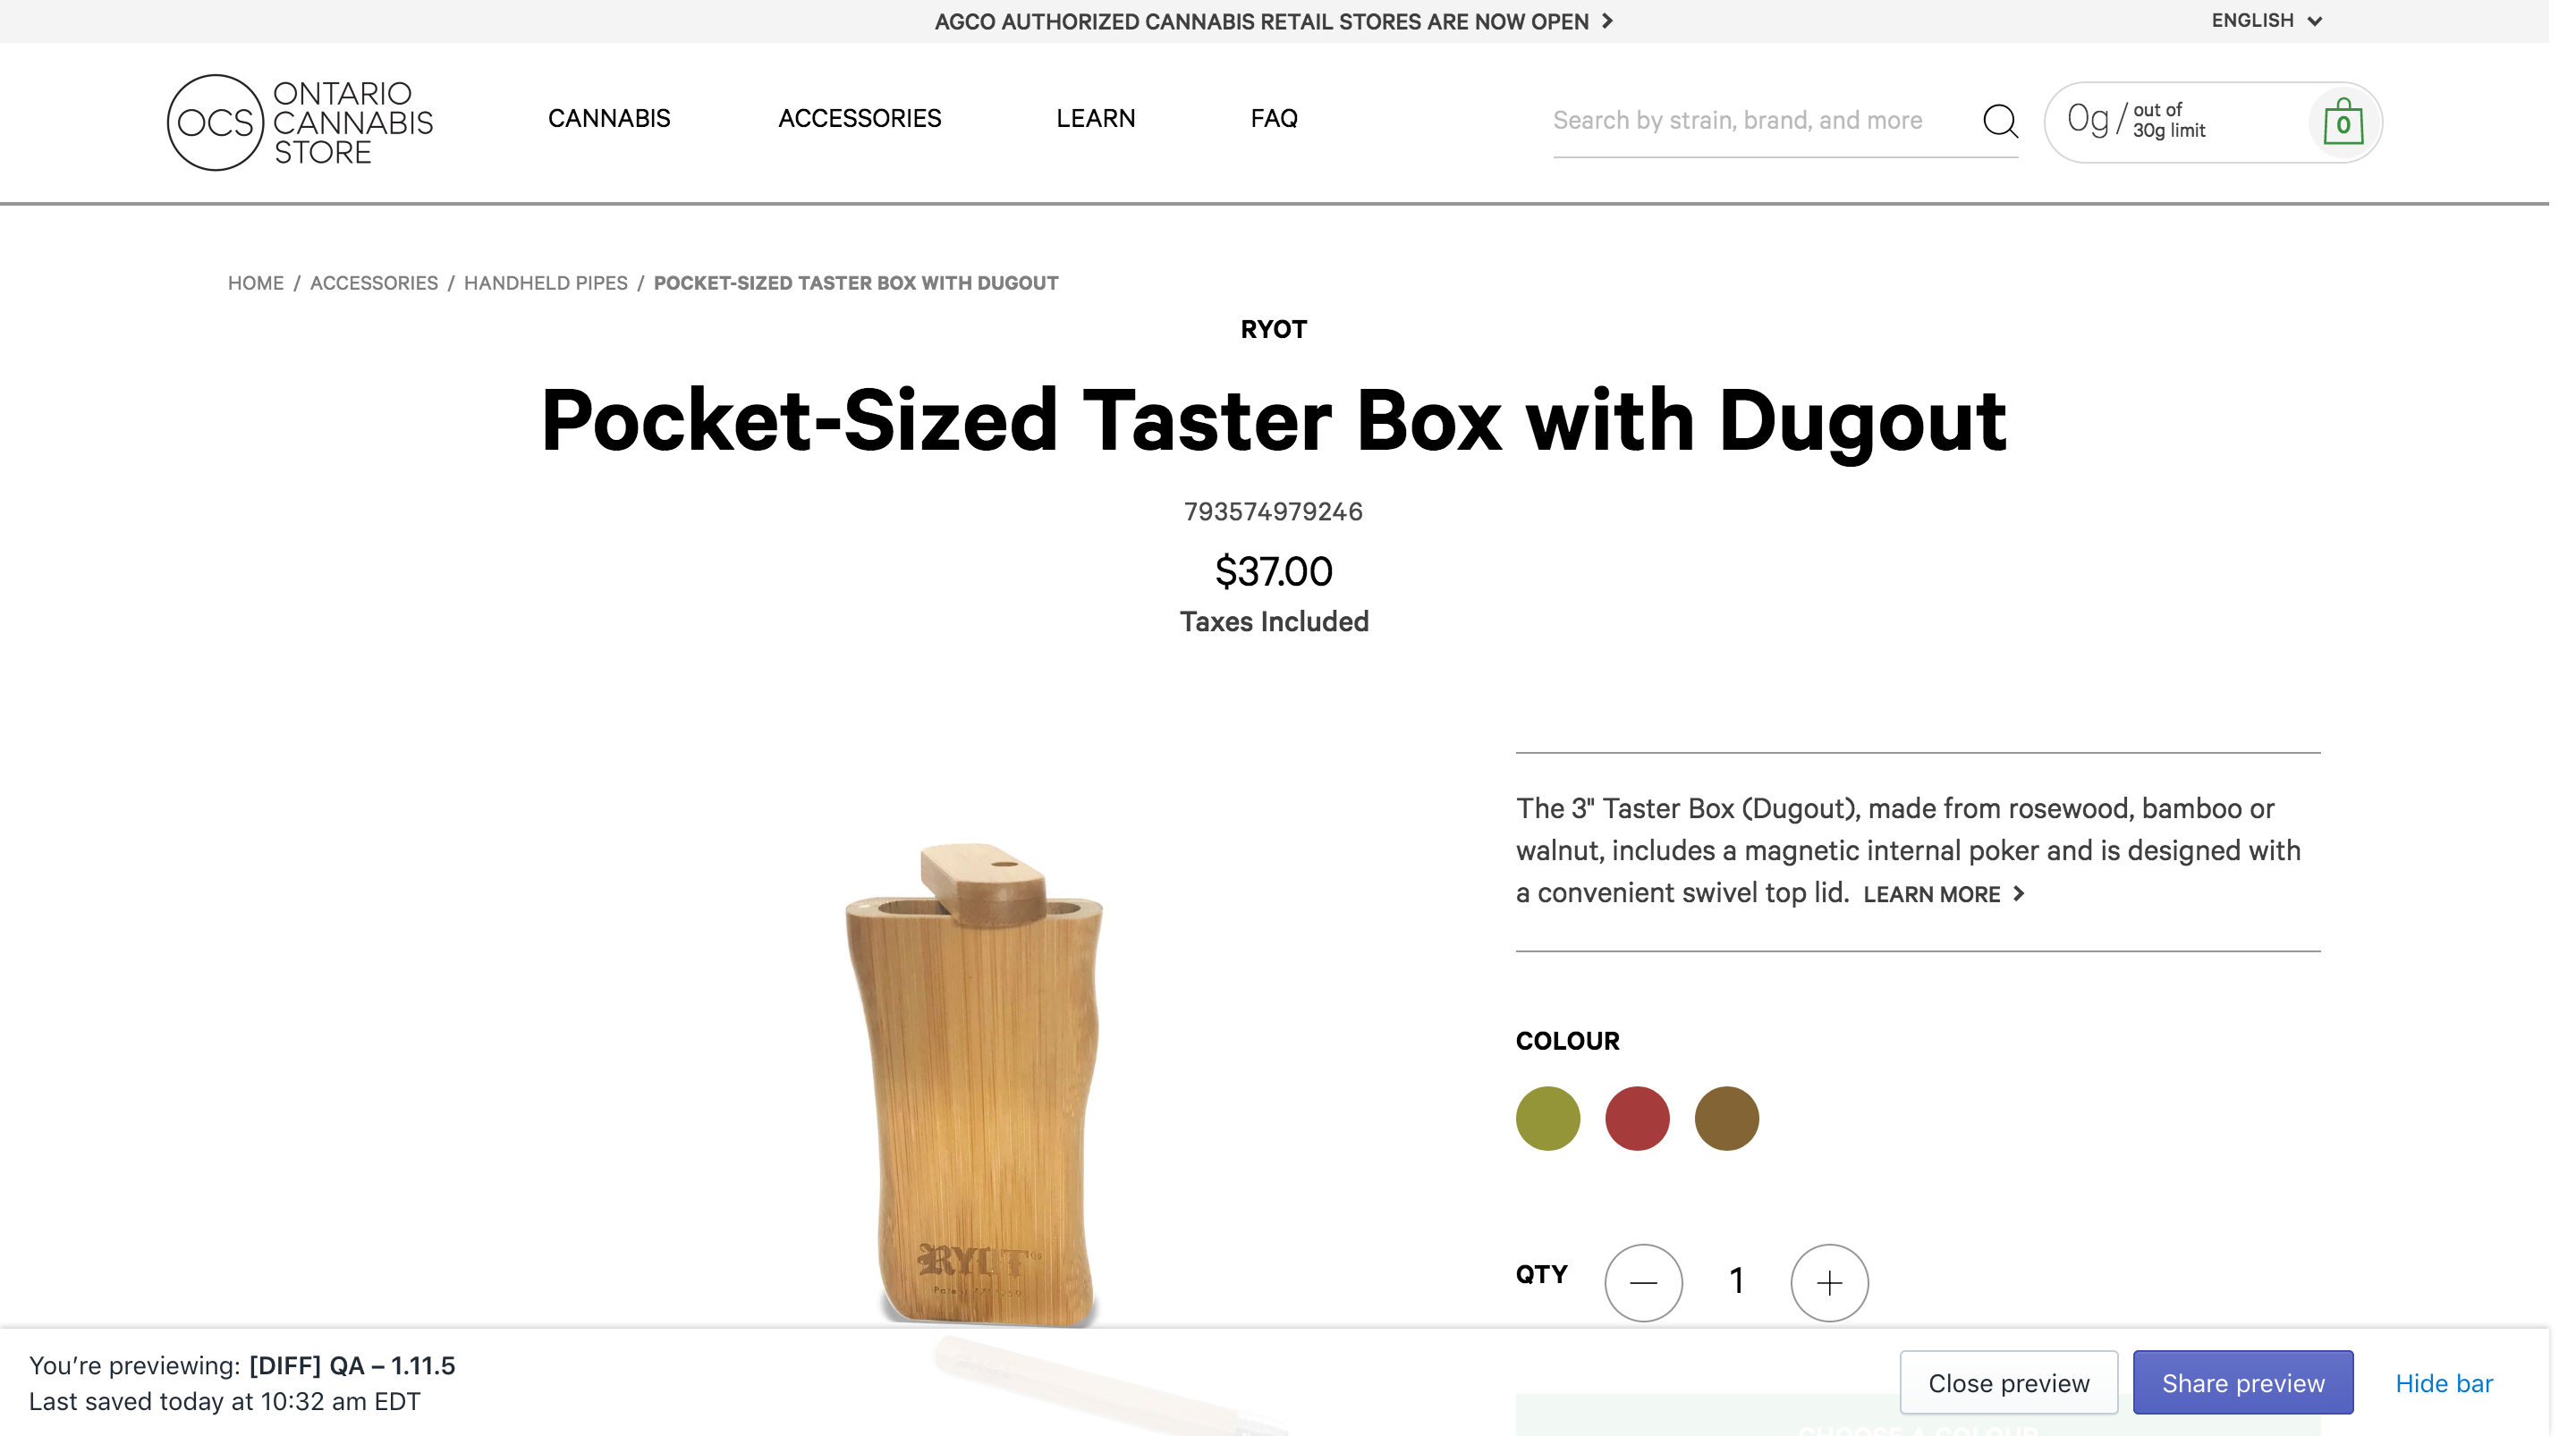 AGCO AUTHORIZED CANNABIS RETAIL STORES ARE NOW OPEN
ENGLISH
OCS
ONTARIO
CANNABIS
STORE
CANNABIS
ACCESSORIES
LEARN
FAQ
Search by strain, brand, and more
0g / out of
30g limit
0
HOME / ACCESSORIES / HANDHELD PIPES / POCKET-SIZED TASTER BOX WITH DUGOUT
RYOT
Pocket-Sized Taster Box with Dugout
793574979246
$37.00
Taxes Included
The 3" Taster Box (Dugout), made from rosewood, bamboo or
walnut, includes a magnetic internal poker and is designed with
a convenient swivel top lid. LEARN MORE
COLOUR
RYOT®
QTY
1
CHOOSE A COLOUR
You're previewing: [DIFF] QA – 1.11.5
Last saved today at 10:32 am EDT
Close preview
Share preview
Hide bar